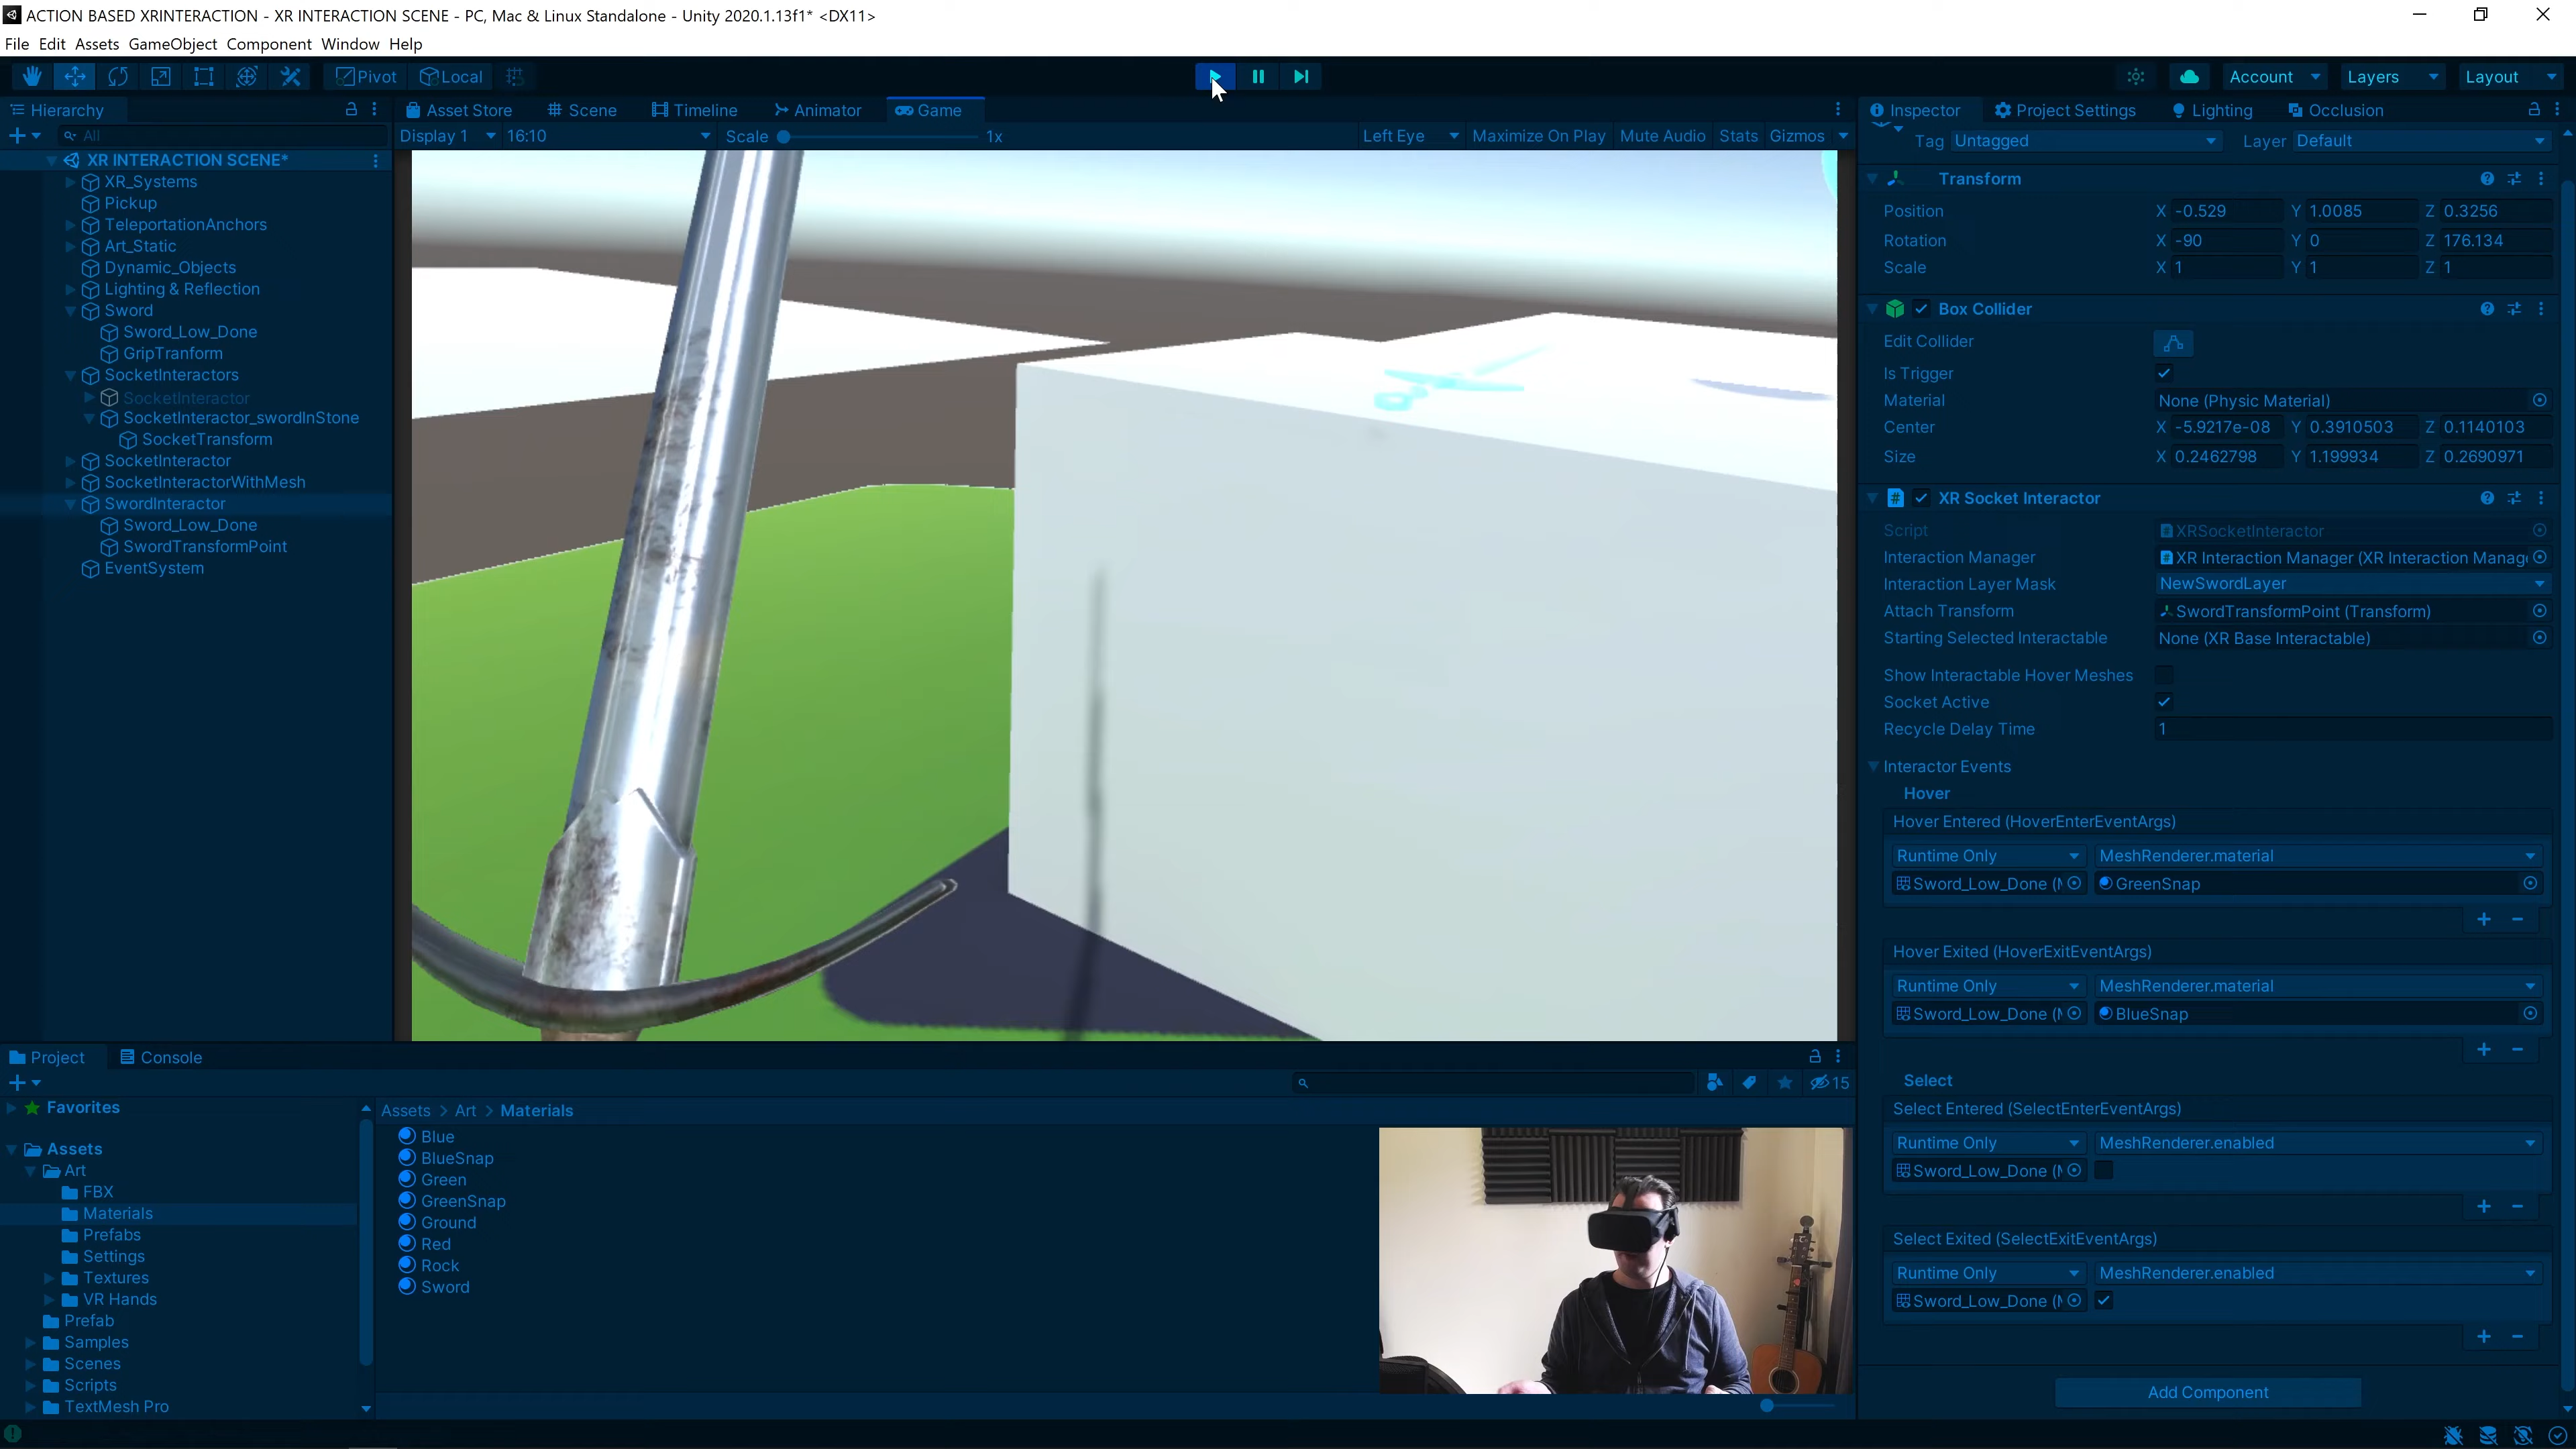 ACTION BASED XRINTERACTION - XR INTERACTION SCENE - PC, Mac & Linux Standalone - Unity 2020.1.13f1* <DX11>
File Edit Assets GameObject Component Window Help
Pivot Local Account Layers Layout
Hierarchy
All
XR INTERACTION SCENE*
XR_Systems
Pickup
TeleportationAnchors
Art_Static
Dynamic_Objects
Lighting & Reflection
Sword
Sword_Low_Done
GripTranform
SocketInteractors
SocketInteractor
SocketInteractor_swordInStone
SocketTransform
SocketInteractor
SocketInteractorWithMesh
SwordInteractor
Sword_Low_Done
SwordTransformPoint
EventSystem
Asset Store Scene Timeline Animator Game
Display 1 16:10 Scale 1x Left Eye Maximize On Play Mute Audio Stats Gizmos
Inspector Project Settings Lighting Occlusion
Tag Untagged Layer Default
Transform
Position X -0.529 Y 1.0085 Z 0.3256
Rotation X -90 Y 0 Z 176.134
Scale X 1 Y 1 Z 1
Box Collider
Edit Collider
Is Trigger
Material None (Physic Material)
Center X -5.9217e-08 Y 0.3910503 Z 0.1140103
Size X 0.2462798 Y 1.199934 Z 0.2690971
XR Socket Interactor
Script XRSocketInteractor
Interaction Manager XR Interaction Manager (XR Interaction Manag
Interaction Layer Mask NewSwordLayer
Attach Transform SwordTransformPoint (Transform)
Starting Selected Interactable None (XR Base Interactable)
Show Interactable Hover Meshes
Socket Active
Recycle Delay Time 1
Interactor Events
Hover
Hover Entered (HoverEnterEventArgs)
Runtime Only MeshRenderer.material
Sword_Low_Done (M GreenSnap
Hover Exited (HoverExitEventArgs)
Runtime Only MeshRenderer.material
Sword_Low_Done (M BlueSnap
Select
Select Entered (SelectEnterEventArgs)
Runtime Only MeshRenderer.enabled
Sword_Low_Done (M
Select Exited (SelectExitEventArgs)
Runtime Only MeshRenderer.enabled
Sword_Low_Done (M
Add Component
Project Console
15
Favorites
Assets
Art
FBX
Materials
Prefabs
Settings
Textures
VR Hands
Prefab
Samples
Scenes
Scripts
TextMesh Pro
Assets > Art > Materials
Blue
BlueSnap
Green
GreenSnap
Ground
Red
Rock
Sword